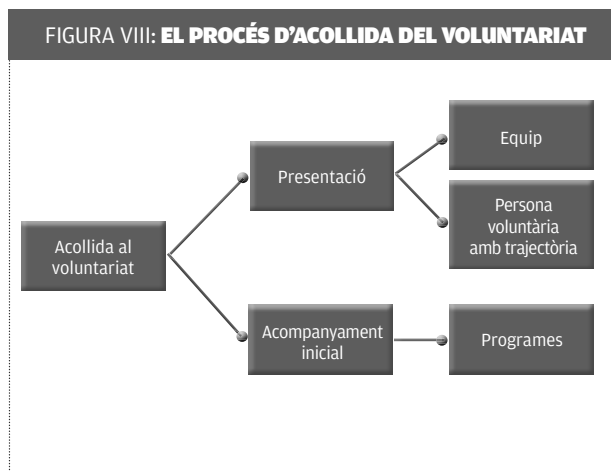 FIGURA VIII: EL PROCÉS D'ACOLLIDA DEL VOLUNTARIAT
Equip
Presentació
Persona
voluntària
amb trajectòria
Acollida al
voluntariat
Acompanyament
inicial
Programes